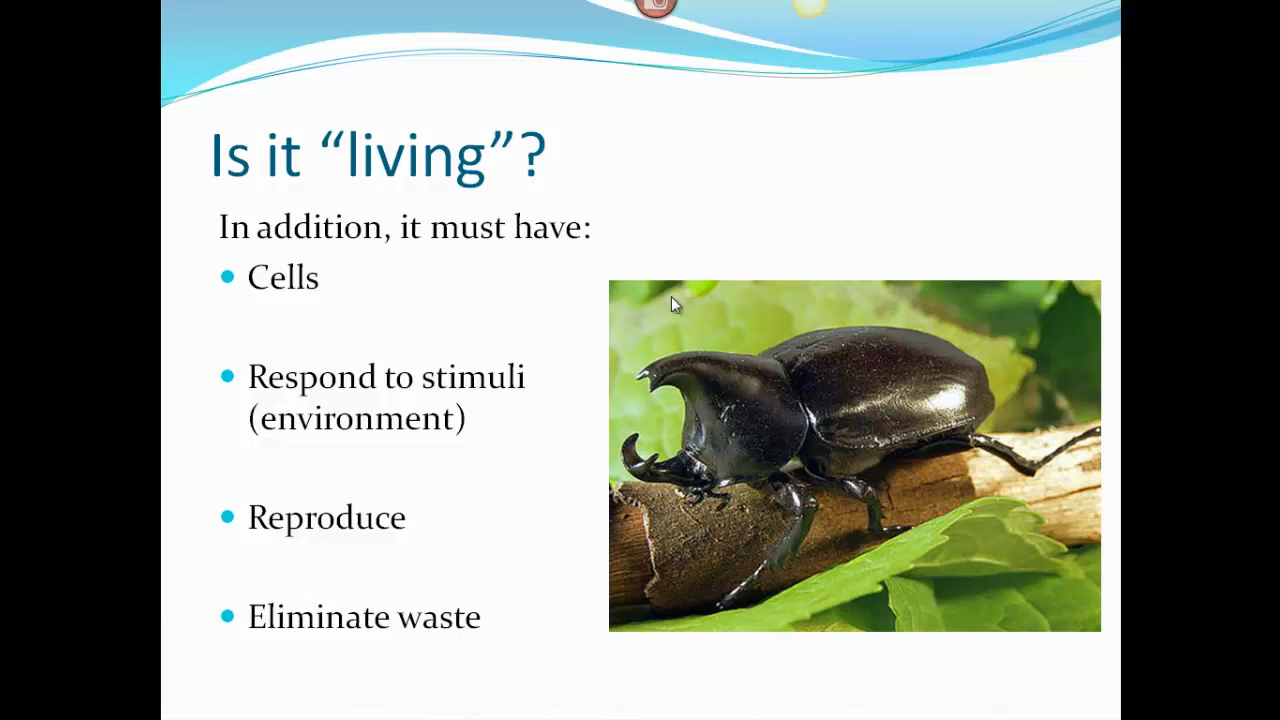 Is it “living”?
In addition, it must have:
• Cells
• Respond to stimuli
(environment)
• Reproduce
• Eliminate waste